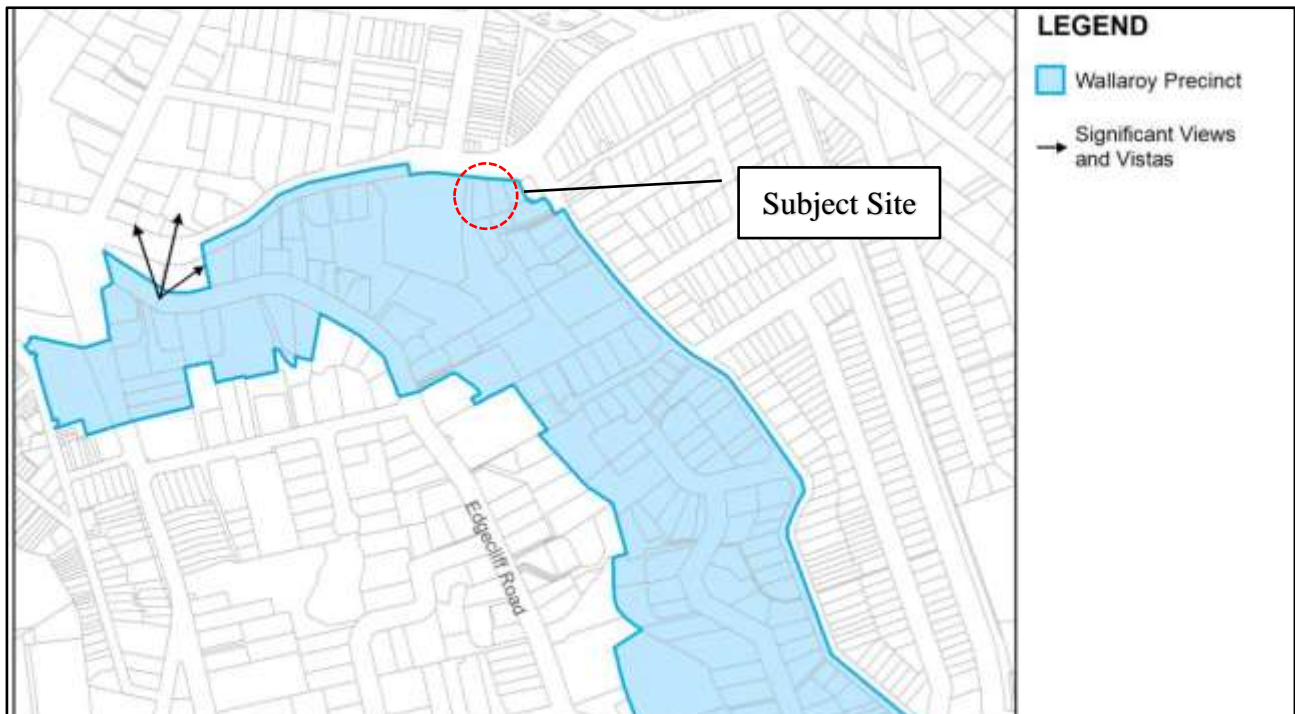 LEGEND
Wallaroy Precinct
Significant Views
and Vistas
Subject Site
Edgecliff Road